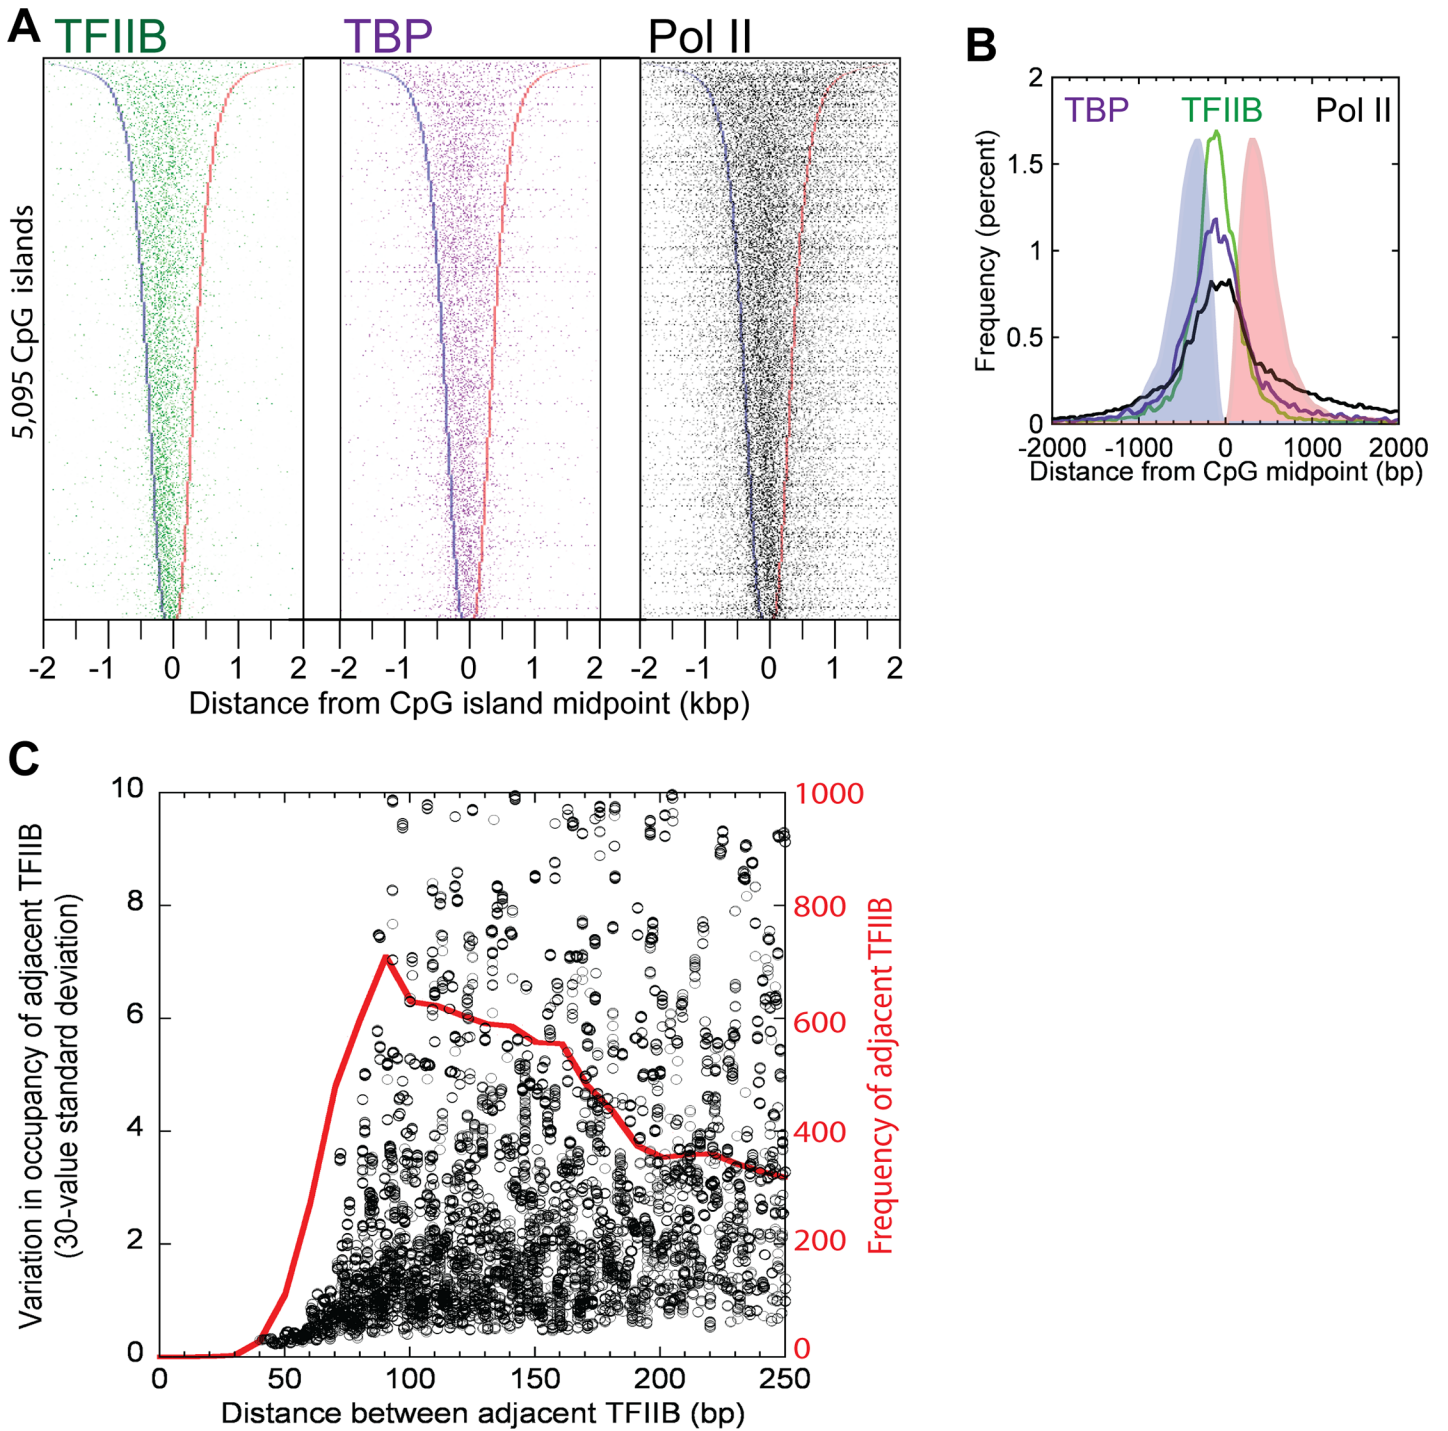 A
TFIIB
TBP
Pol II
5,095 CpG islands
-2 -1 0 1 2
-2 -1 0 1 2
-2 -1 0 1 2
Distance from CpG island midpoint (kbp)
B
2
1.5
1
0.5
0
Frequency (percent)
TBP
TFIIB
Pol II
-2000 -1000 0 1000 2000
Distance from CpG midpoint (bp)
C
10
8
6
4
2
0
Variation in occupancy of adjacent TFIIB
(30-value standard deviation)
1000
800
600
400
200
0
Frequency of adjacent TFIIB
0 50 100 150 200 250
Distance between adjacent TFIIB (bp)